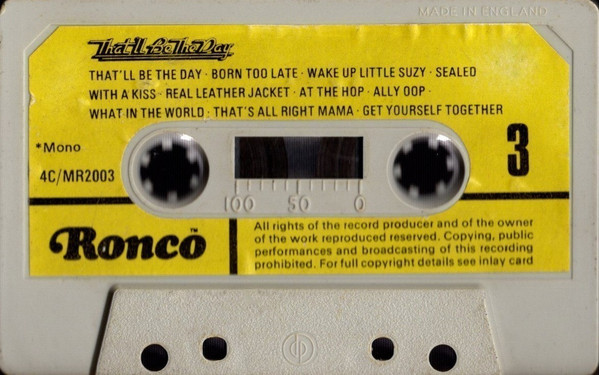 MADE IN ENGLAND
That'll Be The Day
THAT'LL BE THE DAY · BORN TOO LATE · WAKE UP LITTLE SUZY · SEALED
WITH A KISS · REAL LEATHER JACKET · AT THE HOP · ALLY OOP ·
WHAT IN THE WORLD · THAT'S ALL RIGHT MAMA · GET YOURSELF TOGETHER
3
*Mono
4C/MR2003
100 50 0
Ronco™
All rights of the record producer and of the owner
of the work reproduced reserved. Copying, public
performances and broadcasting of this recording
prohibited. For full copyright details see inlay card